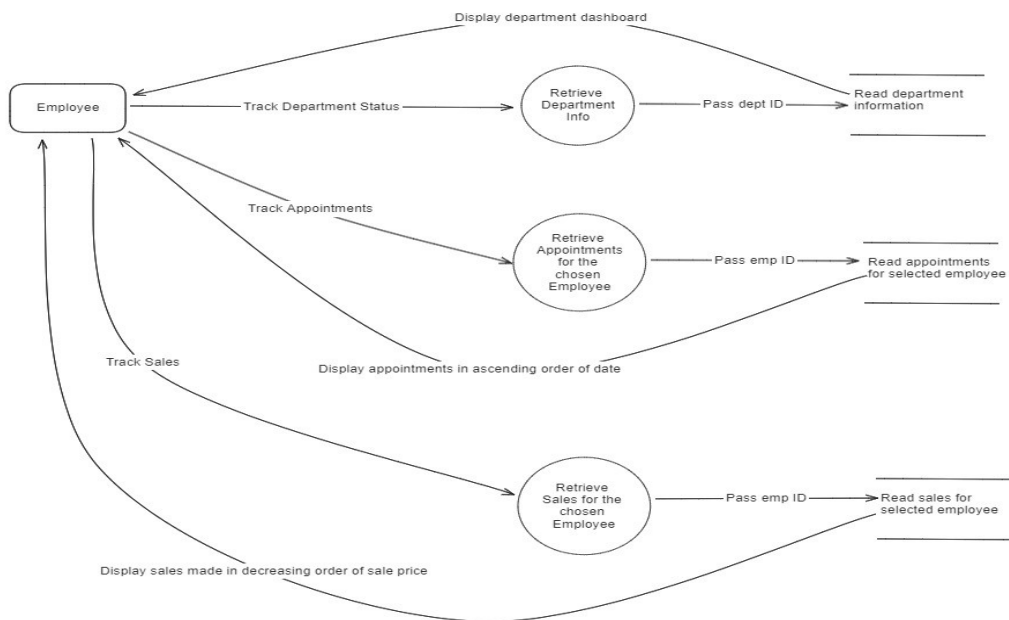 Display department dashboard
Employee
Track Department Status
Retrieve
Department
Info
Pass dept ID
Read department
information
Track Appointments
Retrieve
Appointments
for the
chosen
Employee
Pass emp ID
Read appointments
for selected employee
Track Sales
Display appointments in ascending order of date
Retrieve
Sales for the
chosen
Employee
Pass emp ID
Read sales for
selected employee
Display sales made in decreasing order of sale price